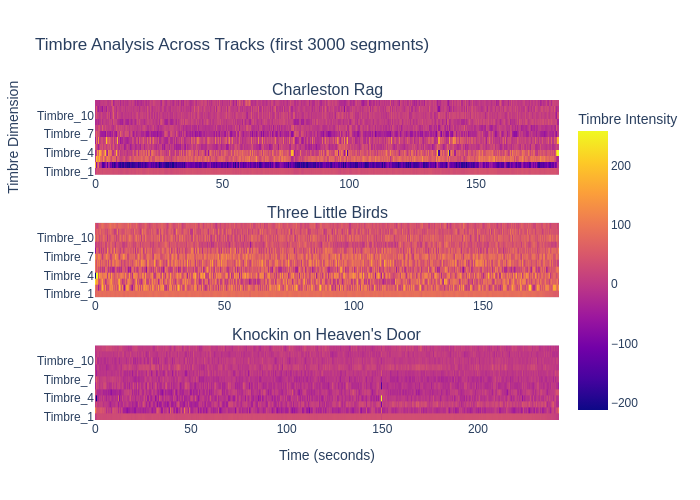 Timbre Analysis Across Tracks (first 3000 segments)
Charleston Rag
Timbre Dimension
Timbre_10
Timbre_7
Timbre_4
Timbre_1
0 50 100 150
Three Little Birds
Timbre_10
Timbre_7
Timbre_4
Timbre_1
0 50 100 150
Knockin on Heaven's Door
Timbre_10
Timbre_7
Timbre_4
Timbre_1
0 50 100 150 200
Time (seconds)
Timbre Intensity
200
100
0
−100
−200